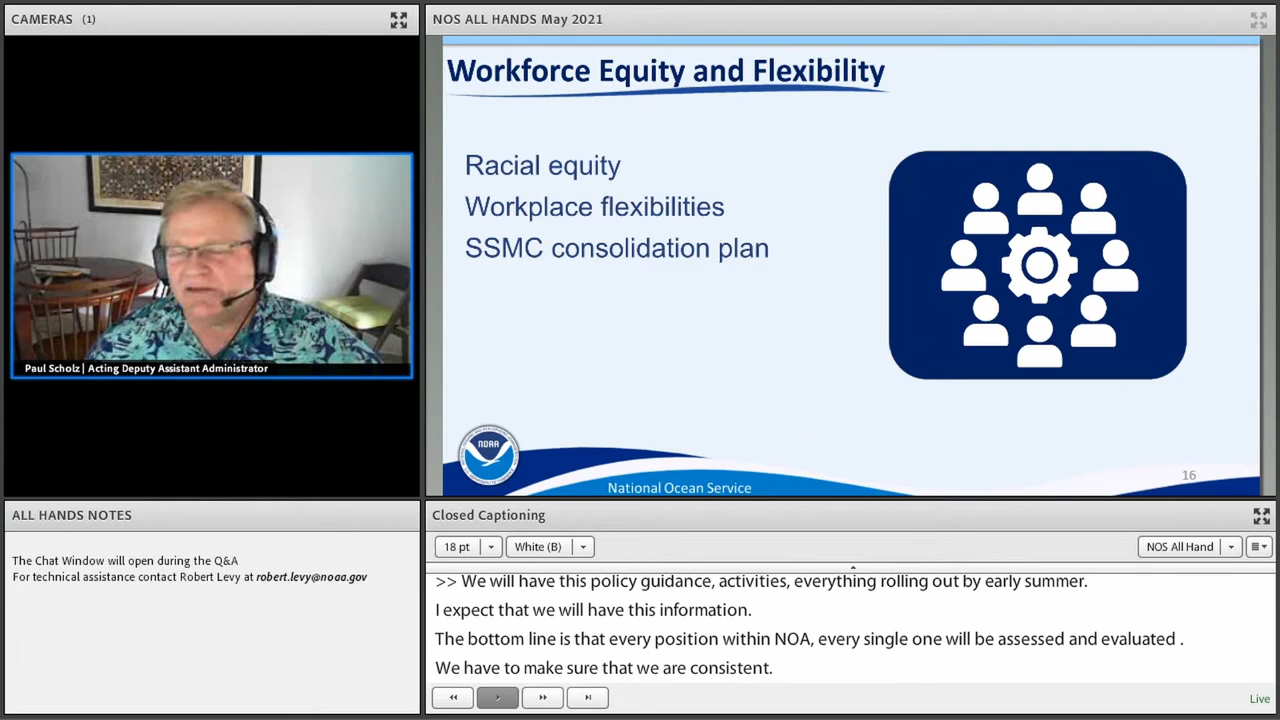 CAMERAS (1)
Paul Scholz | Acting Deputy Assistant Administrator
NOS ALL HANDS May 2021
Workforce Equity and Flexibility
Racial equity
Workplace flexibilities
SSMC consolidation plan
NOAA
National Ocean Service
16
ALL HANDS NOTES
The Chat Window will open during the Q&A
For technical assistance contact Robert Levy at robert.levy@noaa.gov
Closed Captioning
18 pt
White (B)
NOS All Hand
>> We will have this policy guidance, activities, everything rolling out by early summer.
I expect that we will have this information.
The bottom line is that every position within NOA, every single one will be assessed and evaluated .
We have to make sure that we are consistent.
Live